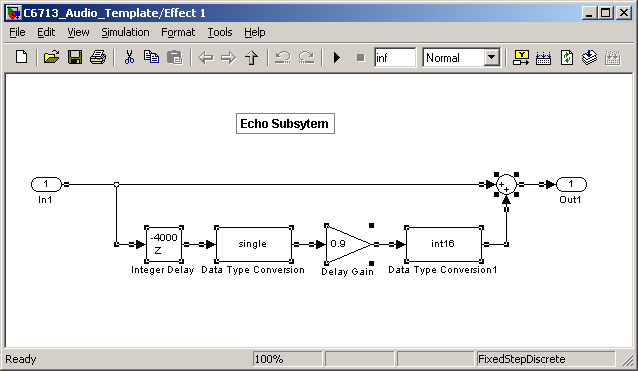 C6713_Audio_Template/Effect 1
File Edit View Simulation Format Tools Help
inf Normal
Echo Subsytem
1
In1
1
Out1
+
+
-4000
Z
Integer Delay
single
Data Type Conversion
0.9
Delay Gain
int16
Data Type Conversion1
Ready 100% FixedStepDiscrete